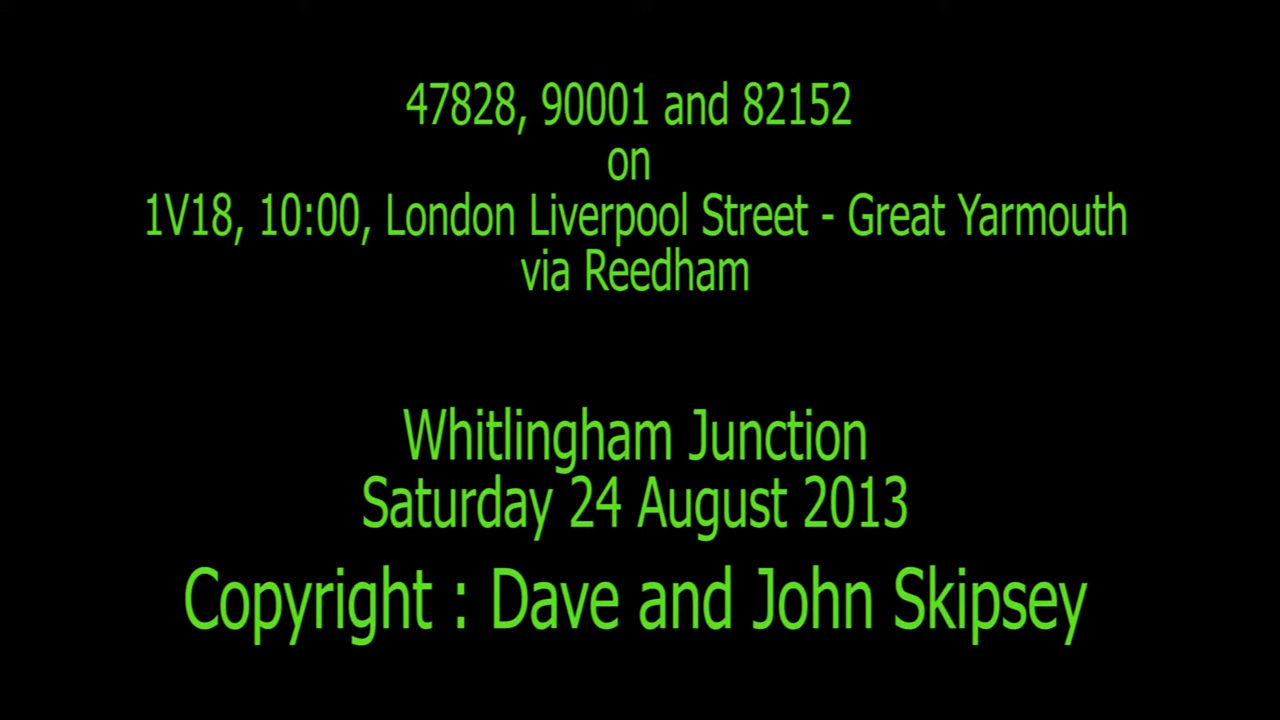 47828, 90001 and 82152
on
1V18, 10:00, London Liverpool Street - Great Yarmouth
via Reedham
Whitlingham Junction
Saturday 24 August 2013
Copyright : Dave and John Skipsey